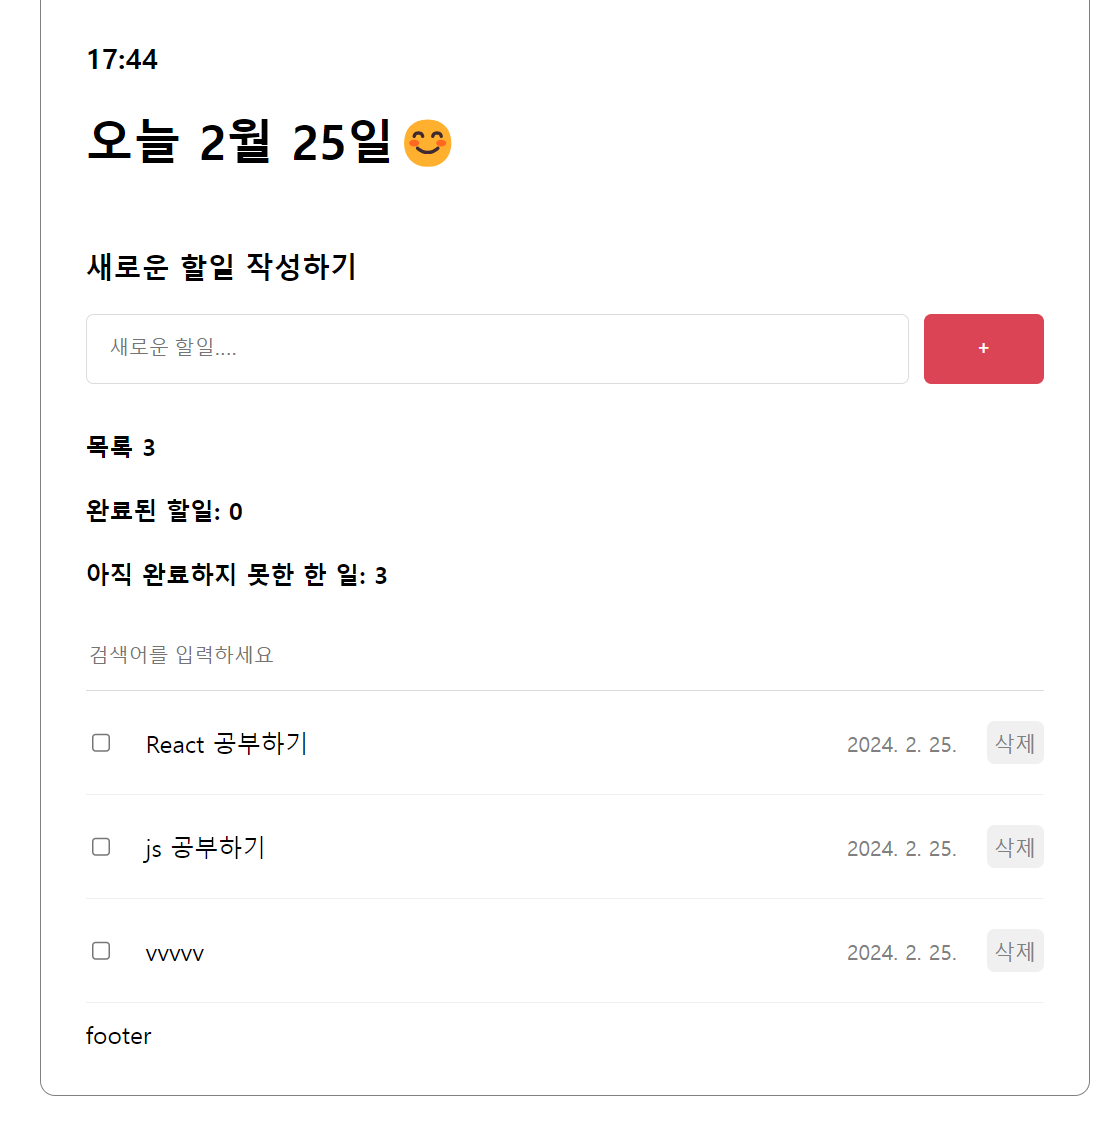 17:44
오늘 2월 25일😊
새로운 할일 작성하기
새로운 할일....
+
목록 3
완료된 할일: 0
아직 완료하지 못한 한 일: 3
검색어를 입력하세요
React 공부하기 2024. 2. 25. 삭제
js 공부하기 2024. 2. 25. 삭제
vvvvv 2024. 2. 25. 삭제
footer